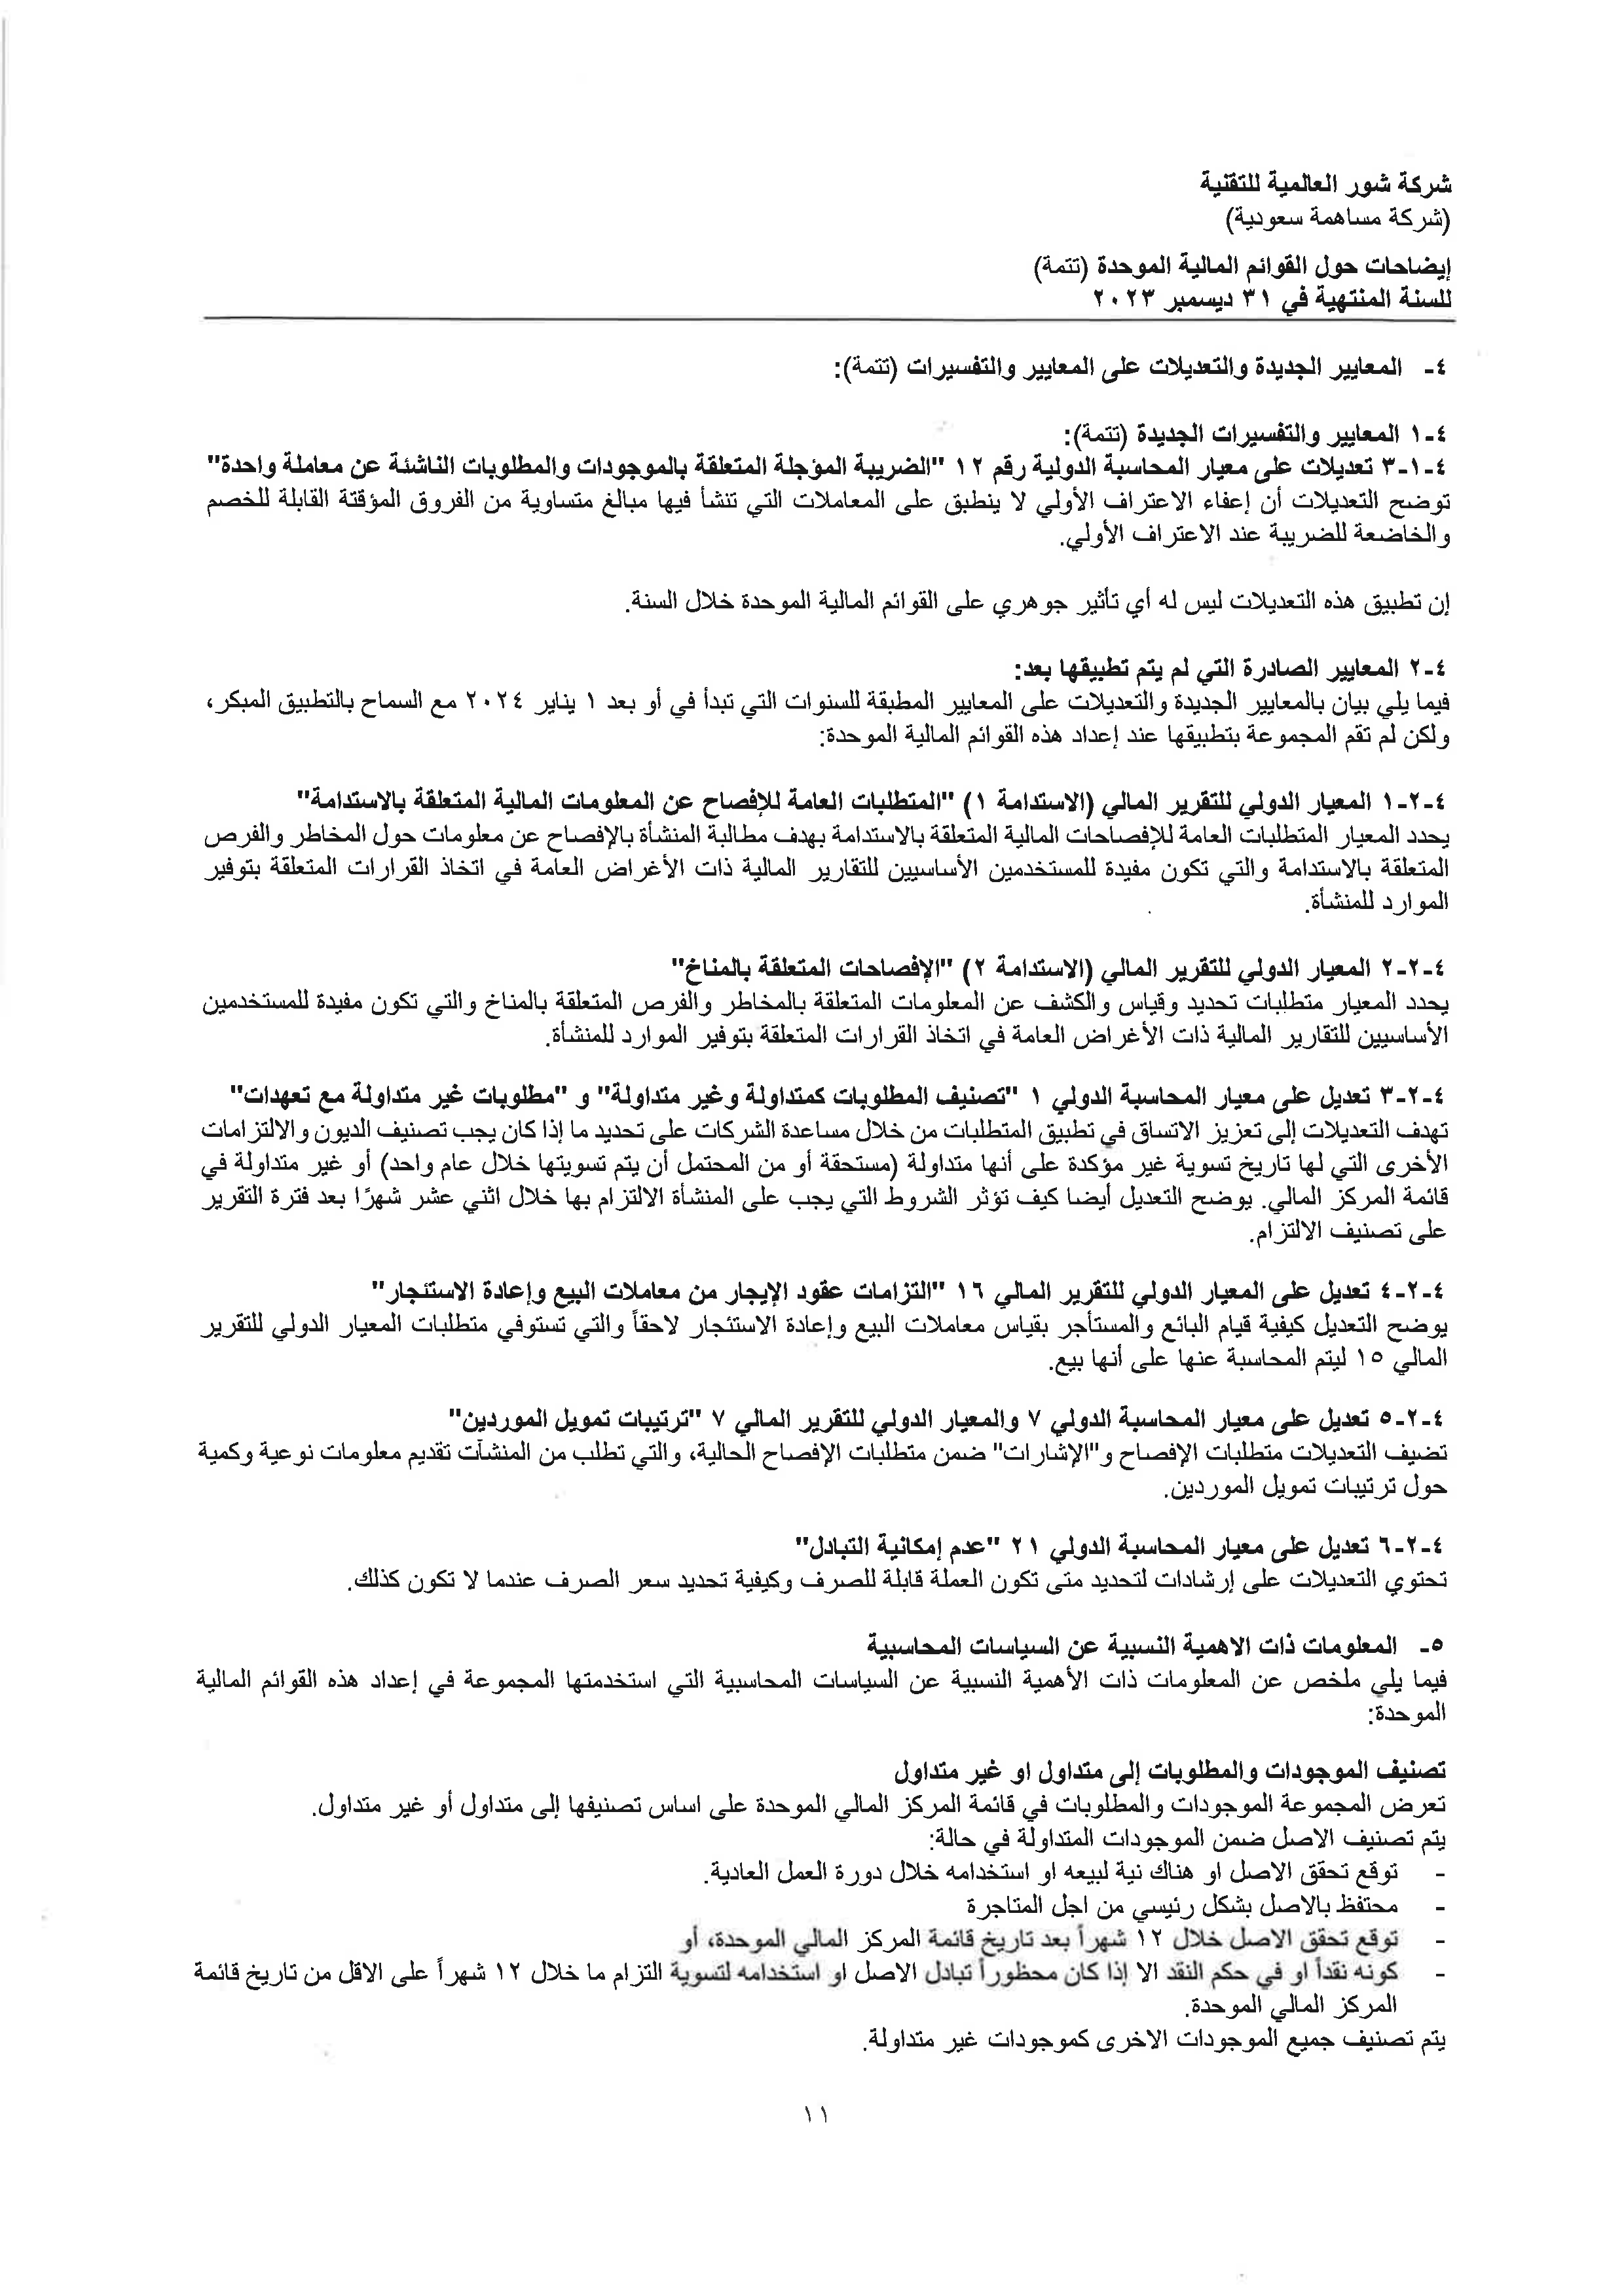 شركة شور العالمية للتقنية
(شركة مساهمة سعودية)
إيضاحات حول القوائم المالية الموحدة (تتمة)
للسنة المنتهية في ٣١ ديسمبر ٢٠٢٣
٤- المعايير الجديدة والتعديلات على المعايير والتفسيرات (تتمة):
٤-١ المعايير والتفسيرات الجديدة (تتمة):
٤-١-٣ تعديلات على معيار المحاسبة الدولية رقم ١٢ "الضريبة المؤجلة المتعلقة بالموجودات والمطلوبات الناشئة عن معاملة واحدة"
توضح التعديلات أن إعفاء الاعتراف الأولي لا ينطبق على المعاملات التي تنشأ فيها مبالغ متساوية من الفروق المؤقتة القابلة للخصم
والخاضعة للضريبة عند الاعتراف الأولي.
إن تطبيق هذه التعديلات ليس له أي تأثير جوهري على القوائم المالية الموحدة خلال السنة.
٤-٢ المعايير الصادرة التي لم يتم تطبيقها بعد:
فيما يلي بيان بالمعايير الجديدة والتعديلات على المعايير المطبقة للسنوات التي تبدأ في أو بعد ١ يناير ٢٠٢٤ مع السماح بالتطبيق المبكر،
ولكن لم تقم المجموعة بتطبيقها عند إعداد هذه القوائم المالية الموحدة:
٤-٢-١ المعيار الدولي للتقرير المالي (الاستدامة ١) "المتطلبات العامة للإفصاح عن المعلومات المالية المتعلقة بالاستدامة"
يحدد المعيار المتطلبات العامة للإفصاحات المالية المتعلقة بالاستدامة بهدف مطالبة المنشأة بالإفصاح عن معلومات حول المخاطر والفرص
المتعلقة بالاستدامة والتي تكون مفيدة للمستخدمين الأساسيين للتقارير المالية ذات الأغراض العامة في اتخاذ القرارات المتعلقة بتوفير
الموارد للمنشأة.
٤-٢-٢ المعيار الدولي للتقرير المالي (الاستدامة ٢) "الإفصاحات المتعلقة بالمناخ"
يحدد المعيار متطلبات تحديد وقياس والكشف عن المعلومات المتعلقة بالمخاطر والفرص المتعلقة بالمناخ والتي تكون مفيدة للمستخدمين
الأساسيين للتقارير المالية ذات الأغراض العامة في اتخاذ القرارات المتعلقة بتوفير الموارد للمنشأة.
٤-٢-٣ تعديل على معيار المحاسبة الدولي ١ "تصنيف المطلوبات كمتداولة وغير متداولة" و "مطلوبات غير متداولة مع تعهدات"
تهدف التعديلات إلى تعزيز الاتساق في تطبيق المتطلبات من خلال مساعدة الشركات على تحديد ما إذا كان يجب تصنيف الديون والالتزامات
الأخرى التي لها تاريخ تسوية غير مؤكدة على أنها متداولة (مستحقة أو من المحتمل أن يتم تسويتها خلال عام واحد) أو غير متداولة في
قائمة المركز المالي. يوضح التعديل أيضا كيف تؤثر الشروط التي يجب على المنشأة الالتزام بها خلال اثني عشر شهرًا بعد فترة التقرير
على تصنيف الالتزام.
٤-٢-٤ تعديل على المعيار الدولي للتقرير المالي ١٦ "التزامات عقود الإيجار من معاملات البيع وإعادة الاستئجار"
يوضح التعديل كيفية قيام البائع والمستأجر بقياس معاملات البيع وإعادة الاستئجار لاحقاً والتي تستوفي متطلبات المعيار الدولي للتقرير
المالي ١٥ ليتم المحاسبة عنها على أنها بيع.
٤-٢-٥ تعديل على معيار المحاسبة الدولي ٧ والمعيار الدولي للتقرير المالي ٧ "ترتيبات تمويل الموردين"
تضيف التعديلات متطلبات الإفصاح و"الإشارات" ضمن متطلبات الإفصاح الحالية، والتي تطلب من المنشآت تقديم معلومات نوعية وكمية
حول ترتيبات تمويل الموردين.
٤-٢-٦ تعديل على معيار المحاسبة الدولي ٢١ "عدم إمكانية التبادل"
تحتوي التعديلات على إرشادات لتحديد متى تكون العملة قابلة للصرف وكيفية تحديد سعر الصرف عندما لا تكون كذلك.
٥- المعلومات ذات الاهمية النسبية عن السياسات المحاسبية
فيما يلي ملخص عن المعلومات ذات الأهمية النسبية عن السياسات المحاسبية التي استخدمتها المجموعة في إعداد هذه القوائم المالية
الموحدة:
تصنيف الموجودات والمطلوبات إلى متداول او غير متداول
تعرض المجموعة الموجودات والمطلوبات في قائمة المركز المالي الموحدة على اساس تصنيفها إلى متداول أو غير متداول.
يتم تصنيف الاصل ضمن الموجودات المتداولة في حالة:
- توقع تحقق الاصل او هناك نية لبيعه او استخدامه خلال دورة العمل العادية.
- محتفظ بالاصل بشكل رئيسي من اجل المتاجرة
- توقع تحقق الاصل خلال ١٢ شهراً بعد تاريخ قائمة المركز المالي الموحدة، أو
- كونه نقداً او في حكم النقد الا إذا كان محظوراً تبادل الاصل او استخدامه لتسوية التزام ما خلال ١٢ شهراً على الاقل من تاريخ قائمة
المركز المالي الموحدة.
يتم تصنيف جميع الموجودات الاخرى كموجودات غير متداولة.
١١